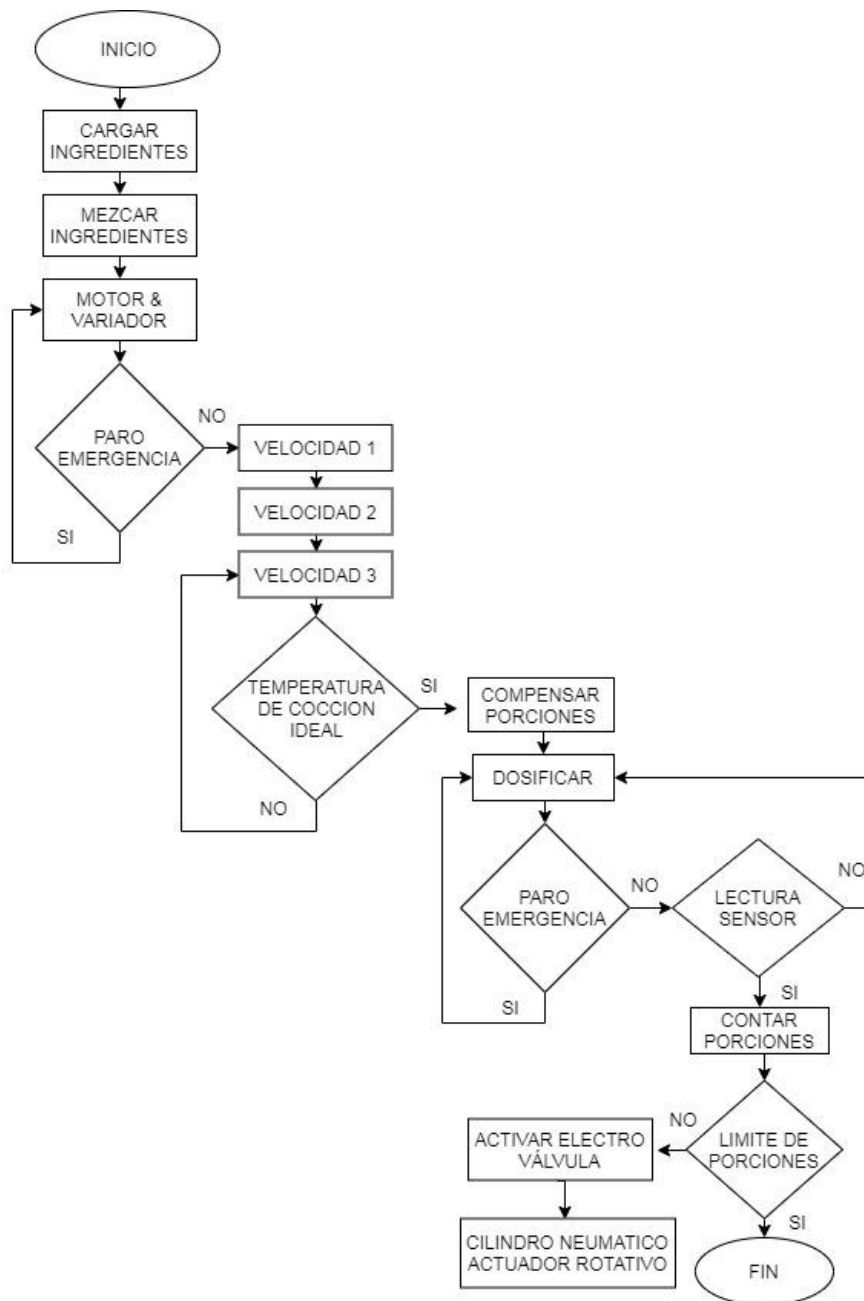 INICIO
CARGAR
INGREDIENTES
MEZCAR
INGREDIENTES
MOTOR &
VARIADOR
PARO
EMERGENCIA
NO
SI
VELOCIDAD 1
VELOCIDAD 2
VELOCIDAD 3
TEMPERATURA
DE COCCION
IDEAL
SI
NO
COMPENSAR
PORCIONES
DOSIFICAR
PARO
EMERGENCIA
NO
SI
LECTURA
SENSOR
NO
SI
CONTAR
PORCIONES
LIMITE DE
PORCIONES
NO
SI
ACTIVAR ELECTRO
VÁLVULA
CILINDRO NEUMATICO
ACTUADOR ROTATIVO
FIN